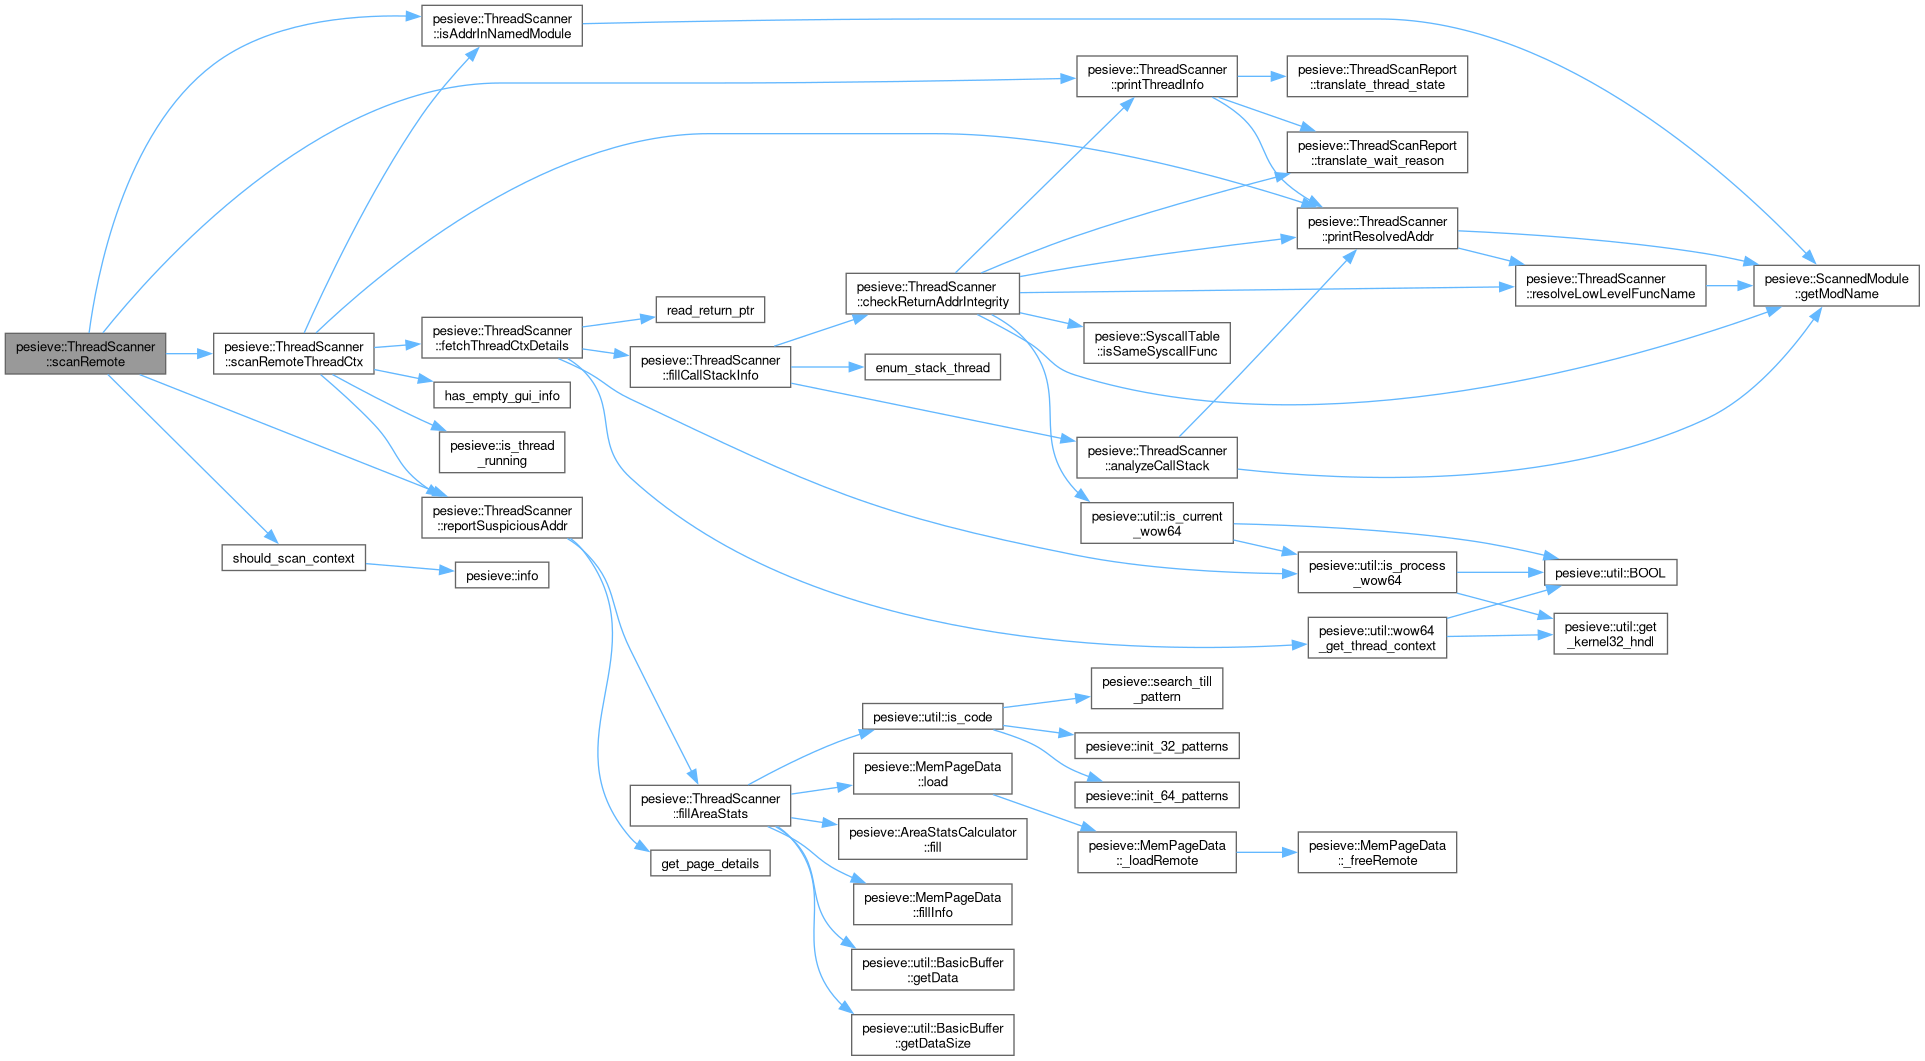 pesieve::ThreadScanner
::scanRemote
pesieve::ThreadScanner
::isAddrInNamedModule
pesieve::ThreadScanner
::scanRemoteThreadCtx
should_scan_context
pesieve::ThreadScanner
::fetchThreadCtxDetails
has_empty_gui_info
pesieve::is_thread
_running
pesieve::ThreadScanner
::reportSuspiciousAddr
pesieve::info
read_return_ptr
pesieve::ThreadScanner
::fillCallStackInfo
pesieve::ThreadScanner
::fillAreaStats
get_page_details
pesieve::ThreadScanner
::checkReturnAddrIntegrity
enum_stack_thread
pesieve::util::is_code
pesieve::MemPageData
::load
pesieve::AreaStatsCalculator
::fill
pesieve::MemPageData
::fillInfo
pesieve::util::BasicBuffer
::getData
pesieve::util::BasicBuffer
::getDataSize
pesieve::ThreadScanner
::printThreadInfo
pesieve::SyscallTable
::isSameSyscallFunc
pesieve::ThreadScanner
::analyzeCallStack
pesieve::util::is_current
_wow64
pesieve::search_till
_pattern
pesieve::init_32_patterns
pesieve::init_64_patterns
pesieve::MemPageData
::_loadRemote
pesieve::ThreadScanReport
::translate_thread_state
pesieve::ThreadScanReport
::translate_wait_reason
pesieve::ThreadScanner
::printResolvedAddr
pesieve::util::is_process
_wow64
pesieve::util::wow64
_get_thread_context
pesieve::MemPageData
::_freeRemote
pesieve::ThreadScanner
::resolveLowLevelFuncName
pesieve::util::BOOL
pesieve::util::get
_kernel32_hndl
pesieve::ScannedModule
::getModName